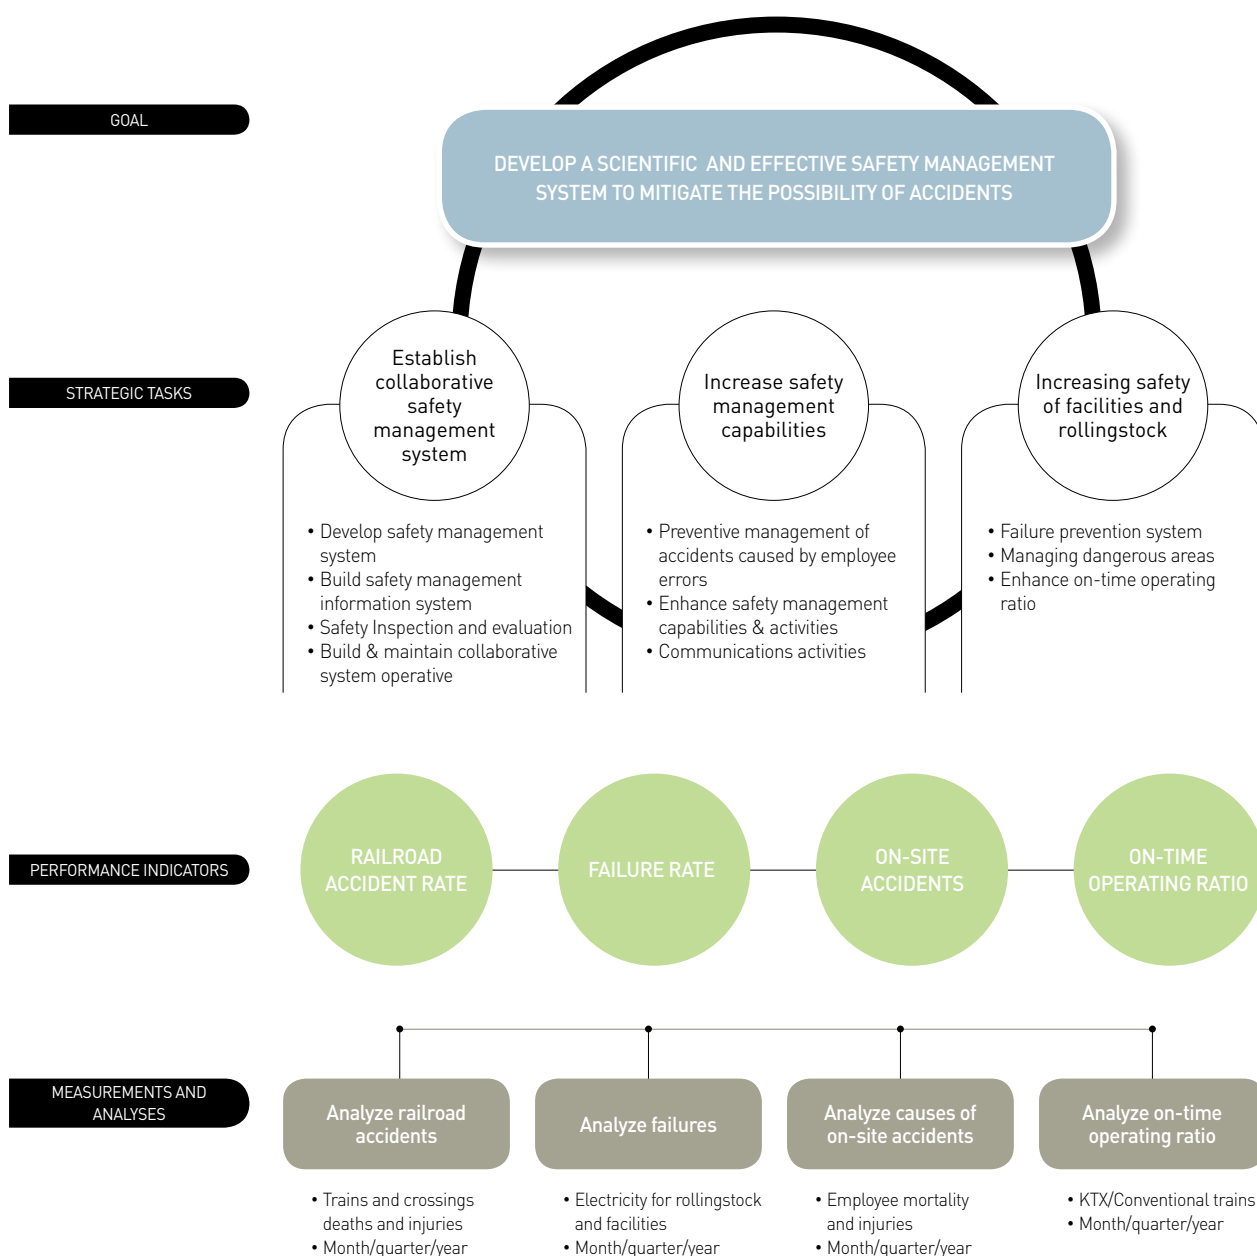 GOAL
DEVELOP A SCIENTIFIC AND EFFECTIVE SAFETY MANAGEMENT
SYSTEM TO MITIGATE THE POSSIBILITY OF ACCIDENTS
STRATEGIC TASKS
Establish
collaborative
safety
management
system
• Develop safety management
system
• Build safety management
information system
• Safety Inspection and evaluation
• Build & maintain collaborative
system operative
Increase safety
management
capabilities
• Preventive management of
accidents caused by employee
errors
• Enhance safety management
capabilities & activities
• Communications activities
Increasing safety
of facilities and
rollingstock
• Failure prevention system
• Managing dangerous areas
• Enhance on-time operating
ratio
PERFORMANCE INDICATORS
RAILROAD
ACCIDENT RATE
FAILURE RATE
ON-SITE
ACCIDENTS
ON-TIME
OPERATING RATIO
MEASUREMENTS AND
ANALYSES
Analyze railroad
accidents
• Trains and crossings
deaths and injuries
• Month/quarter/year
Analyze failures
• Electricity for rollingstock
and facilities
• Month/quarter/year
Analyze causes of
on-site accidents
• Employee mortality
and injuries
• Month/quarter/year
Analyze on-time
operating ratio
• KTX/Conventional trains
• Month/quarter/year